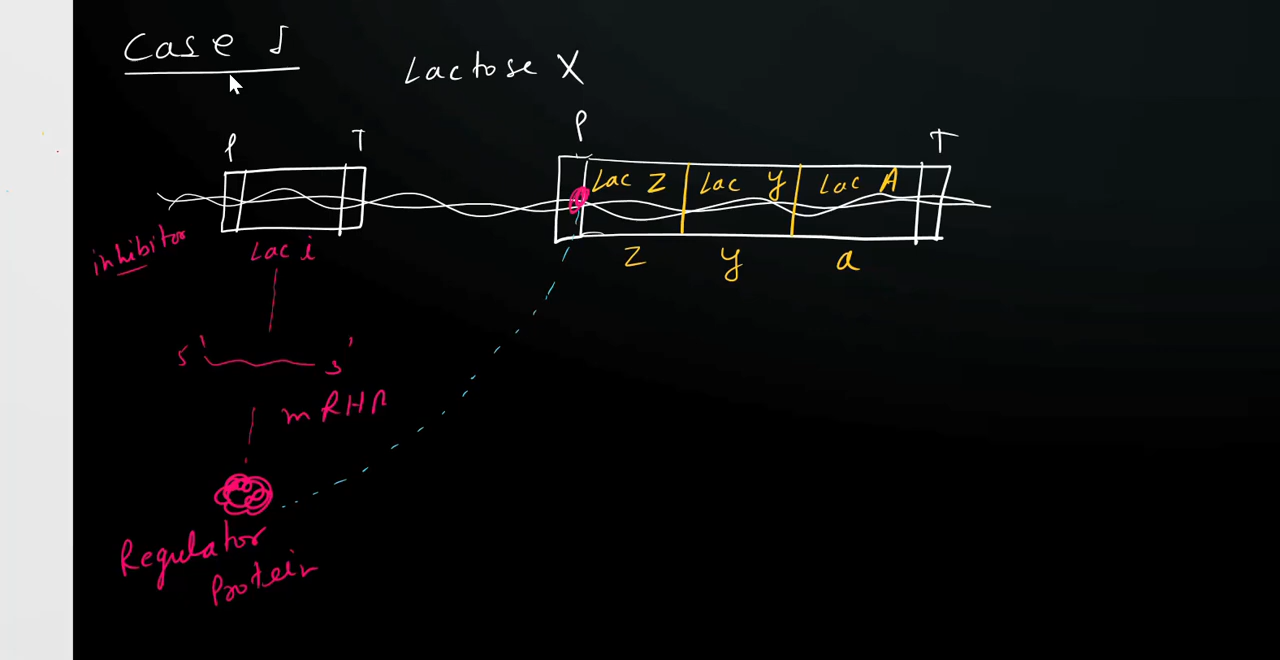 Case I
Lactose X
P T P T
Lac Z Lac y Lac A
inhibitor Lac i z y a
5' 3'
mRNA
Regulator
Protein